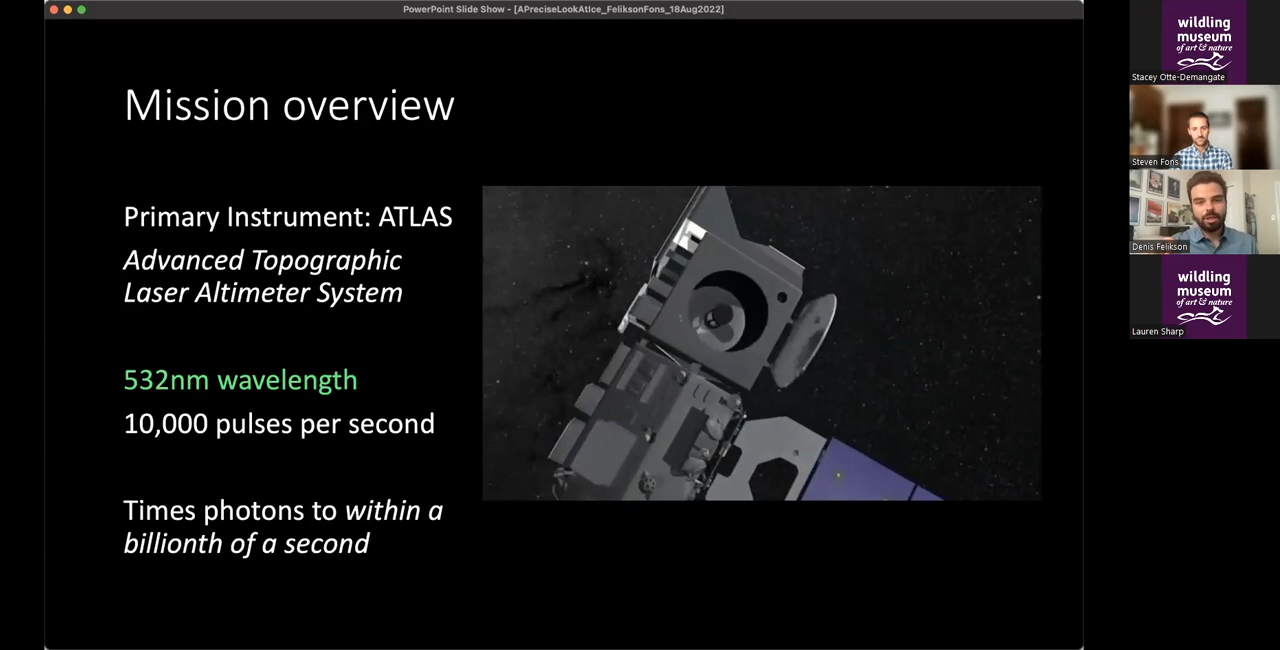 PowerPoint Slide Show - [APreciseLookAtIce_FeliksonFons_18Aug2022]
Mission overview
Primary Instrument: ATLAS
Advanced Topographic
Laser Altimeter System
532nm wavelength
10,000 pulses per second
Times photons to within a
billionth of a second
wildling
museum
of art & nature
Stacey Otte-Demangate
Steven Fons
Denis Felikson
wildling
museum
of art & nature
Lauren Sharp